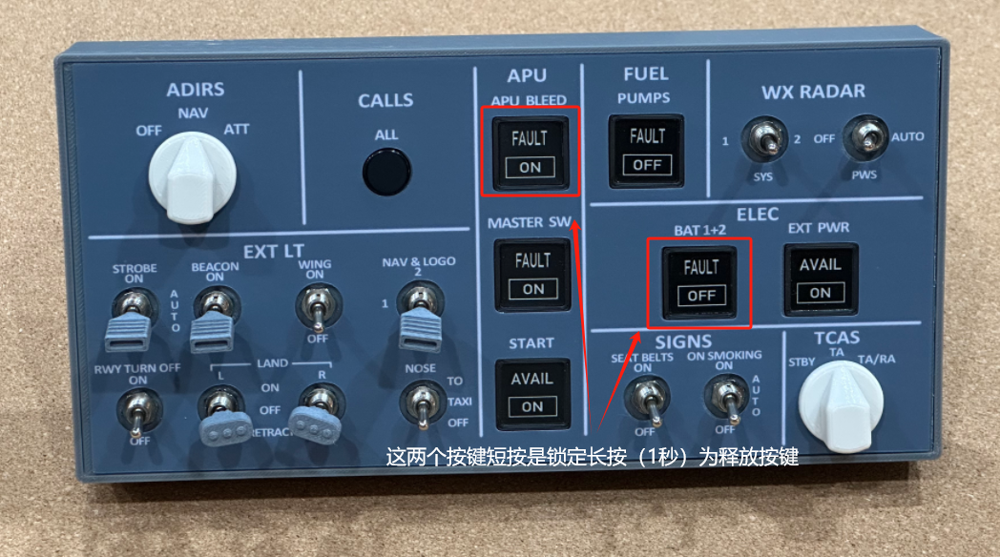 ADIRS
NAV
OFF
ATT
CALLS
ALL
APU
APU BLEED
FAULT
ON
MASTER SW
FAULT
ON
START
AVAIL
ON
FUEL
PUMPS
FAULT
OFF
WX RADAR
1
2
SYS
OFF
AUTO
PWS
ELEC
BAT 1+2
FAULT
OFF
EXT PWR
AVAIL
ON
EXT LT
STROBE
ON
AUTO
BEACON
ON
WING
ON
OFF
NAV & LOGO
2
1
RWY TURN OFF
ON
OFF
LAND
L
R
ON
OFF
RETRACT
NOSE
TO
TAXI
OFF
SIGNS
SEAT BELTS
ON
OFF
ON SMOKING
ON
AUTO
OFF
TCAS
TA
STBY
TA/RA
这两个按键短按是锁定长按（1秒）为释放按键